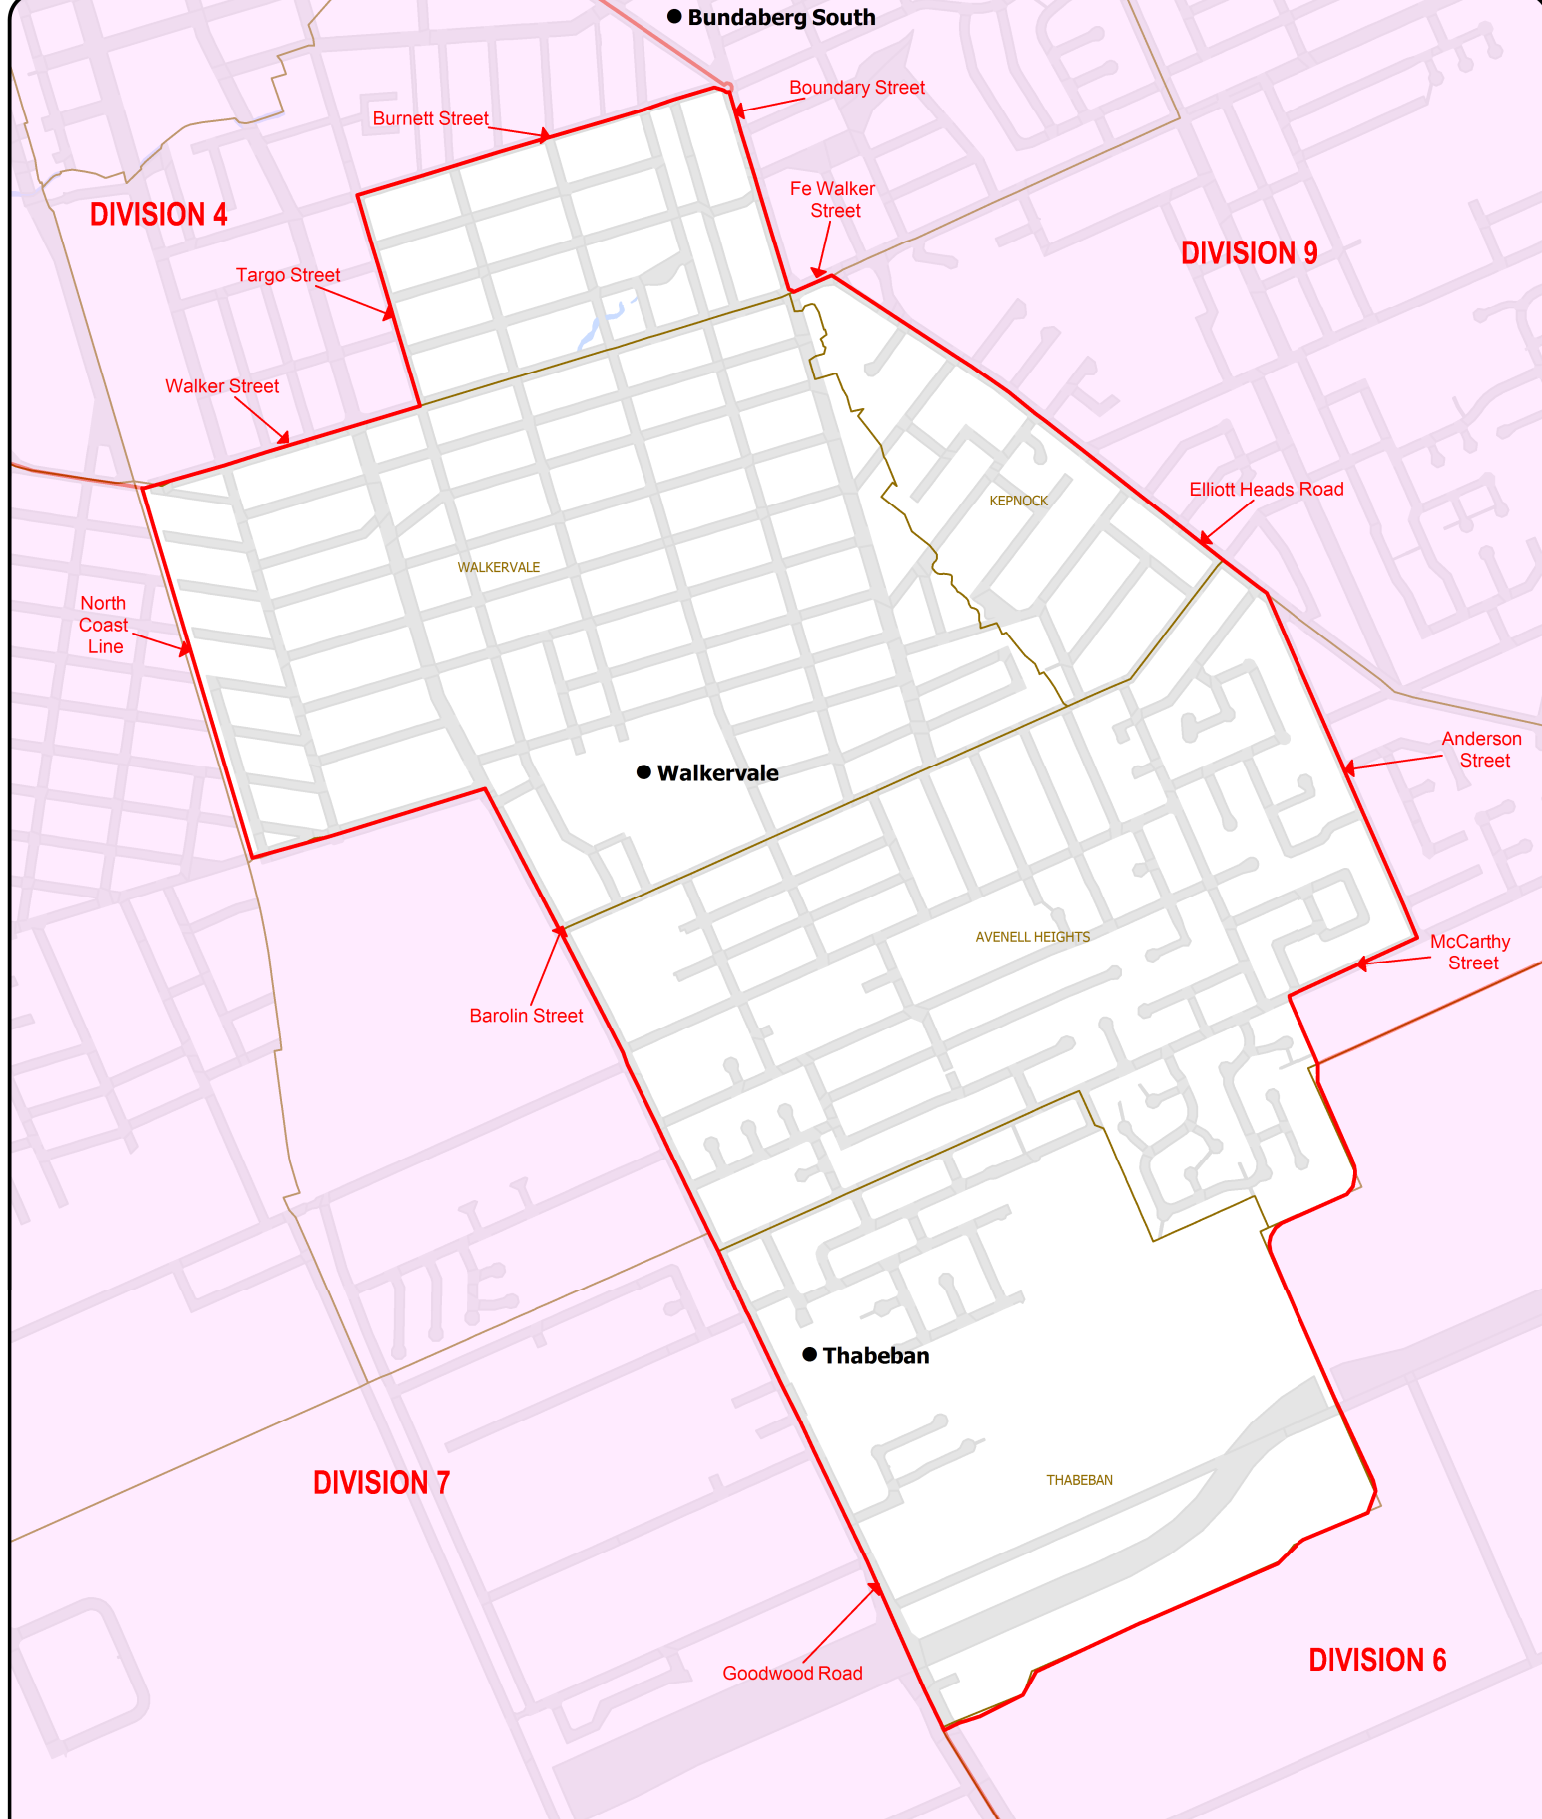 Bundaberg South
Boundary Street
Burnett Street
Fe Walker
Street
DIVISION 4
DIVISION 9
Targo Street
Walker Street
Elliott Heads Road
KEPNOCK
WALKERVALE
North
Coast
Line
Anderson
Street
Walkervale
AVENELL HEIGHTS
McCarthy
Street
Barolin Street
Thabeban
DIVISION 7
THABEBAN
DIVISION 6
Goodwood Road